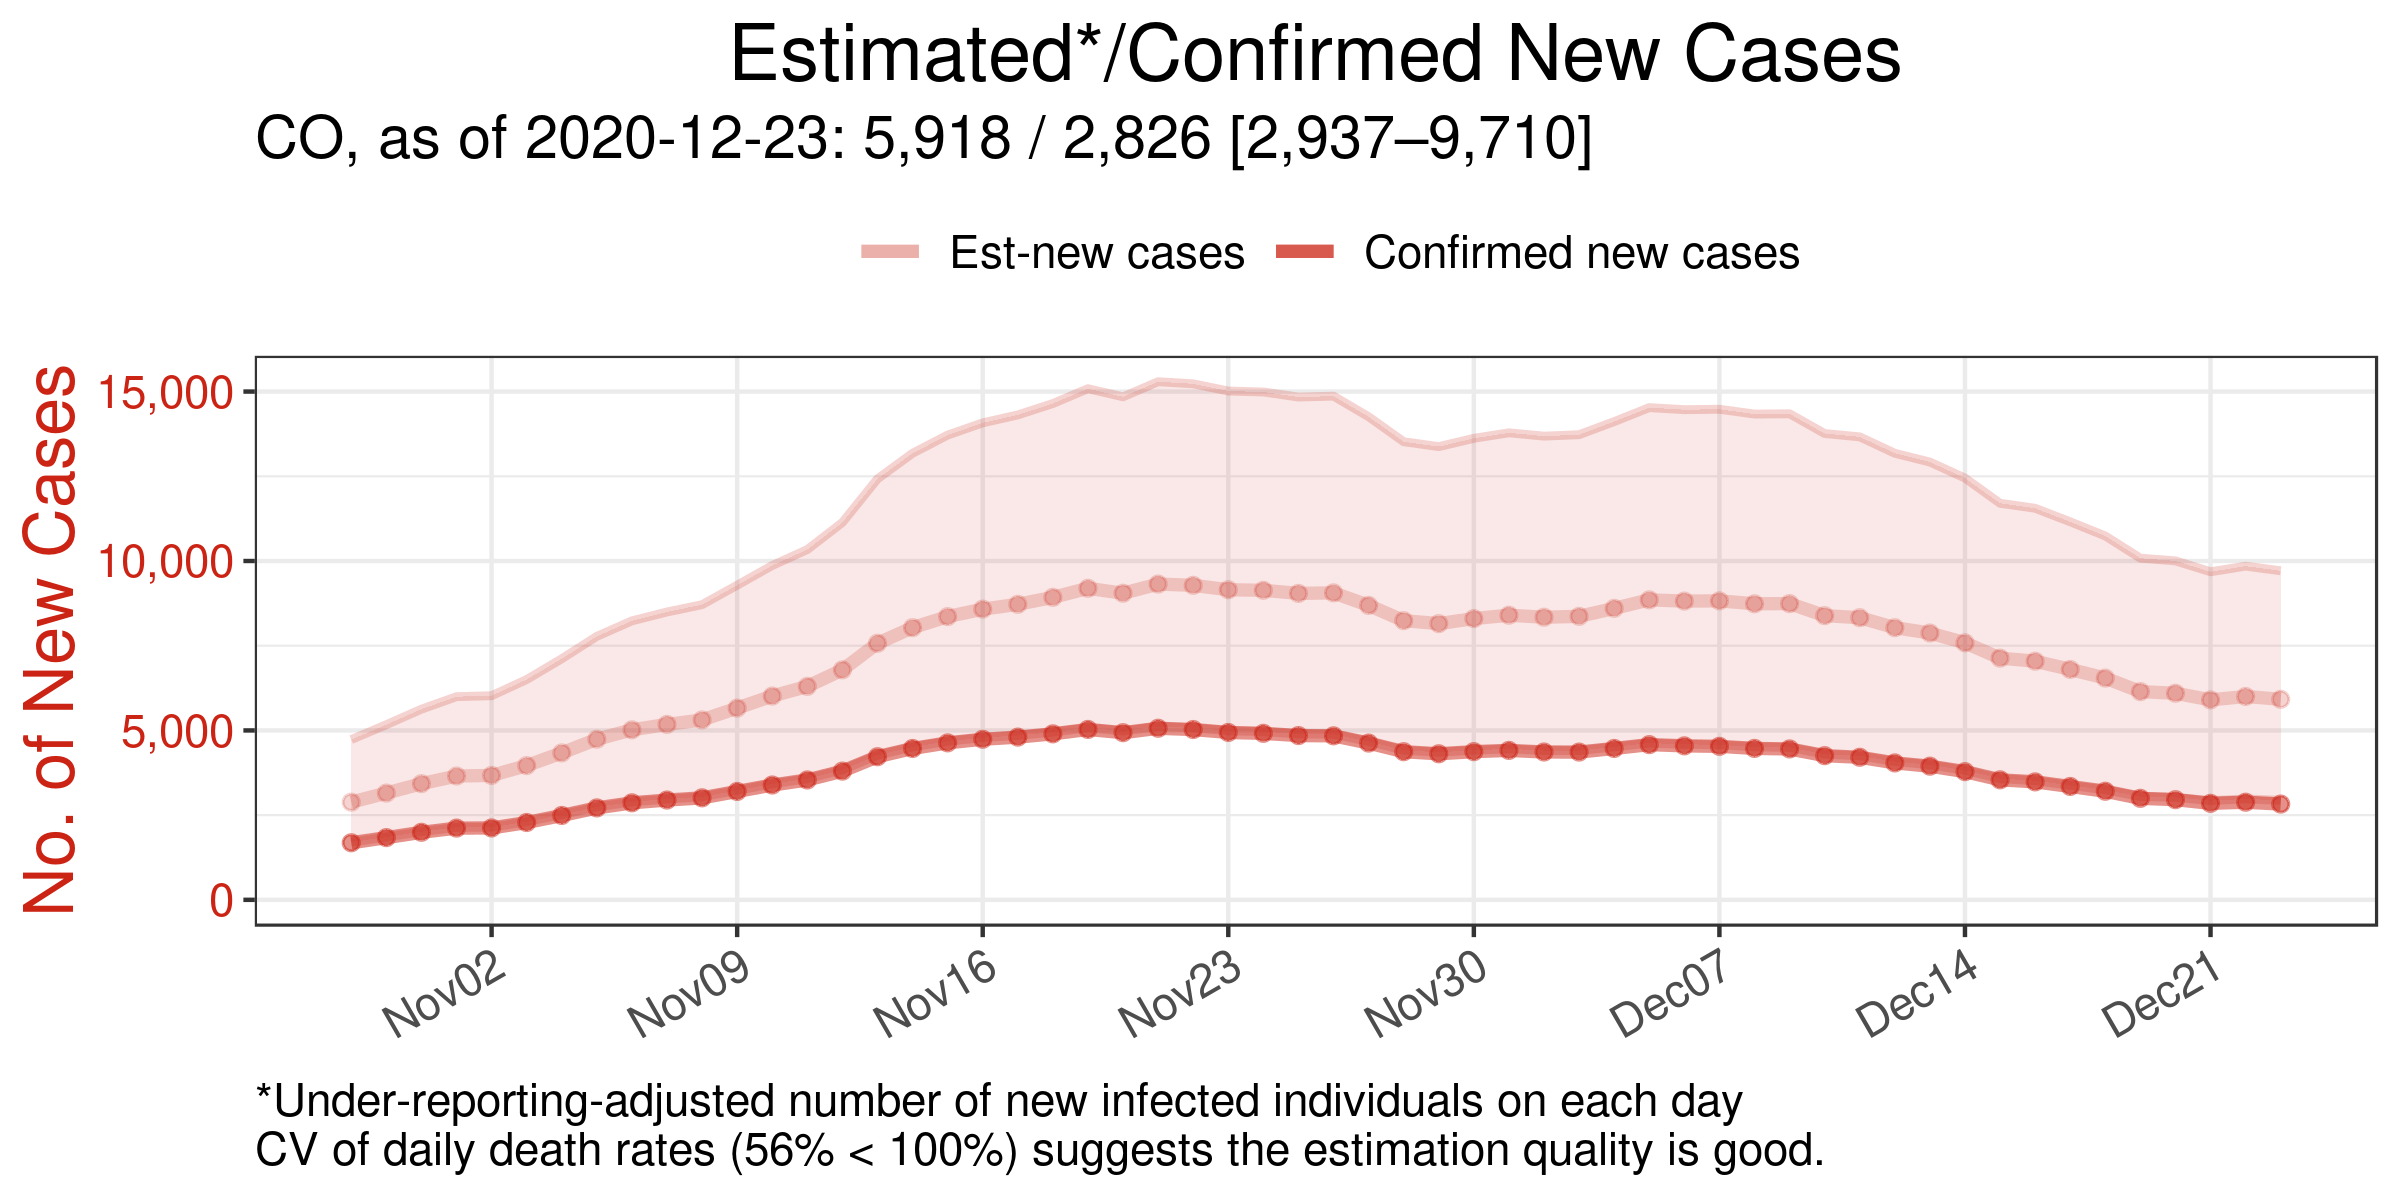 Estimated*/Confirmed New Cases
CO, as of 2020-12-23: 5,918 / 2,826 [2,937–9,710]
Est-new cases Confirmed new cases
No. of New Cases
15,000
10,000
5,000
0
Nov02 Nov09 Nov16 Nov23 Nov30 Dec07 Dec14 Dec21
*Under-reporting-adjusted number of new infected individuals on each day
CV of daily death rates (56% < 100%) suggests the estimation quality is good.